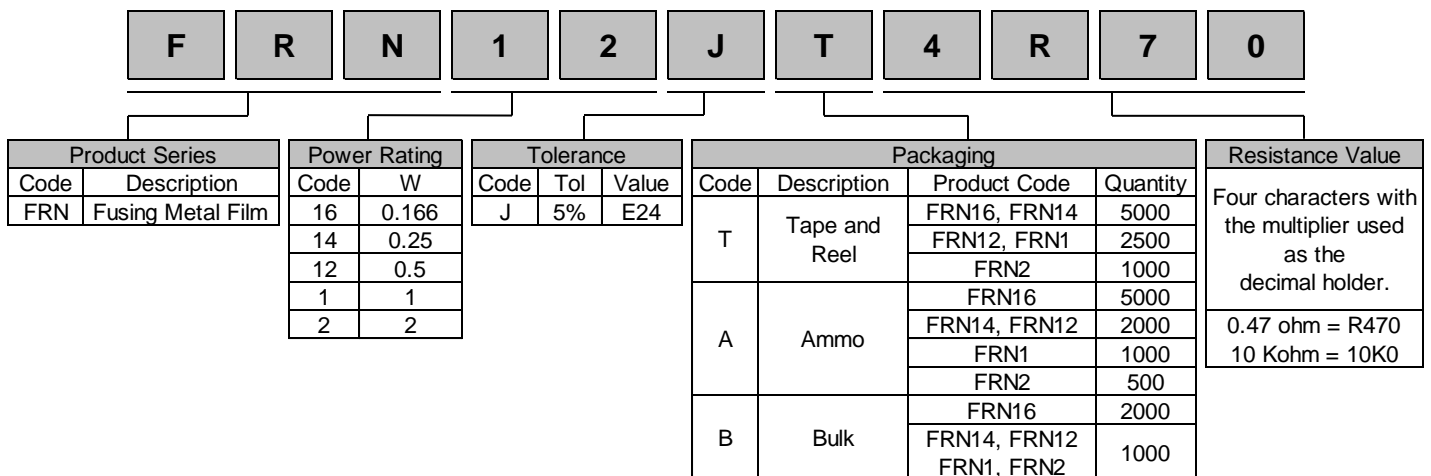 F R N 1 2 J T 4 R 7 0
Product Series
Code Description
FRN Fusing Metal Film
Power Rating
Code W
16 0.166
14 0.25
12 0.5
1 1
2 2
Tolerance
Code Tol Value
J 5% E24
Packaging
Code Description Product Code Quantity
T Tape and Reel
FRN16, FRN14 5000
FRN12, FRN1 2500
FRN2 1000
A Ammo
FRN16 5000
FRN14, FRN12 2000
FRN1 1000
FRN2 500
B Bulk
FRN16 2000
FRN14, FRN12
FRN1, FRN2
1000
Resistance Value
Four characters with
the multiplier used
as the
decimal holder.
0.47 ohm = R470
10 Kohm = 10K0